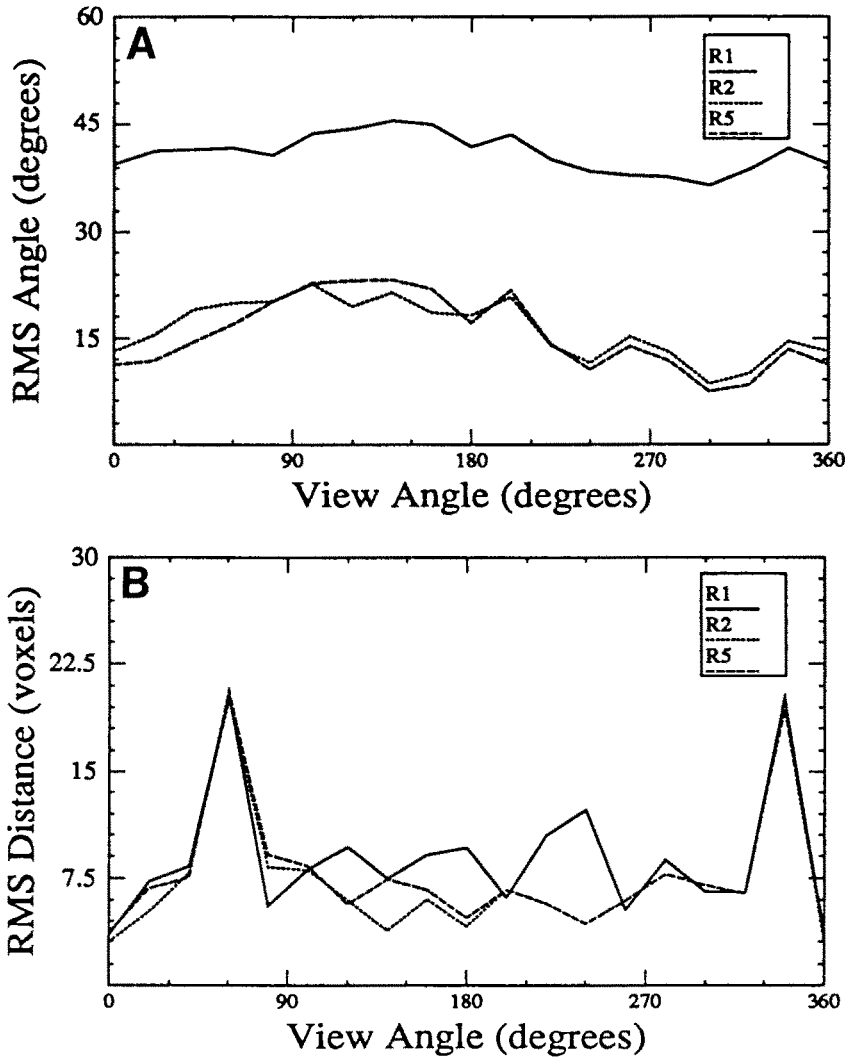 A
60
45
30
15
RMS Angle (degrees)
R1
R2
R5
0 90 180 270 360
View Angle (degrees)
B
30
22.5
15
7.5
RMS Distance (voxels)
R1
R2
R5
0 90 180 270 360
View Angle (degrees)